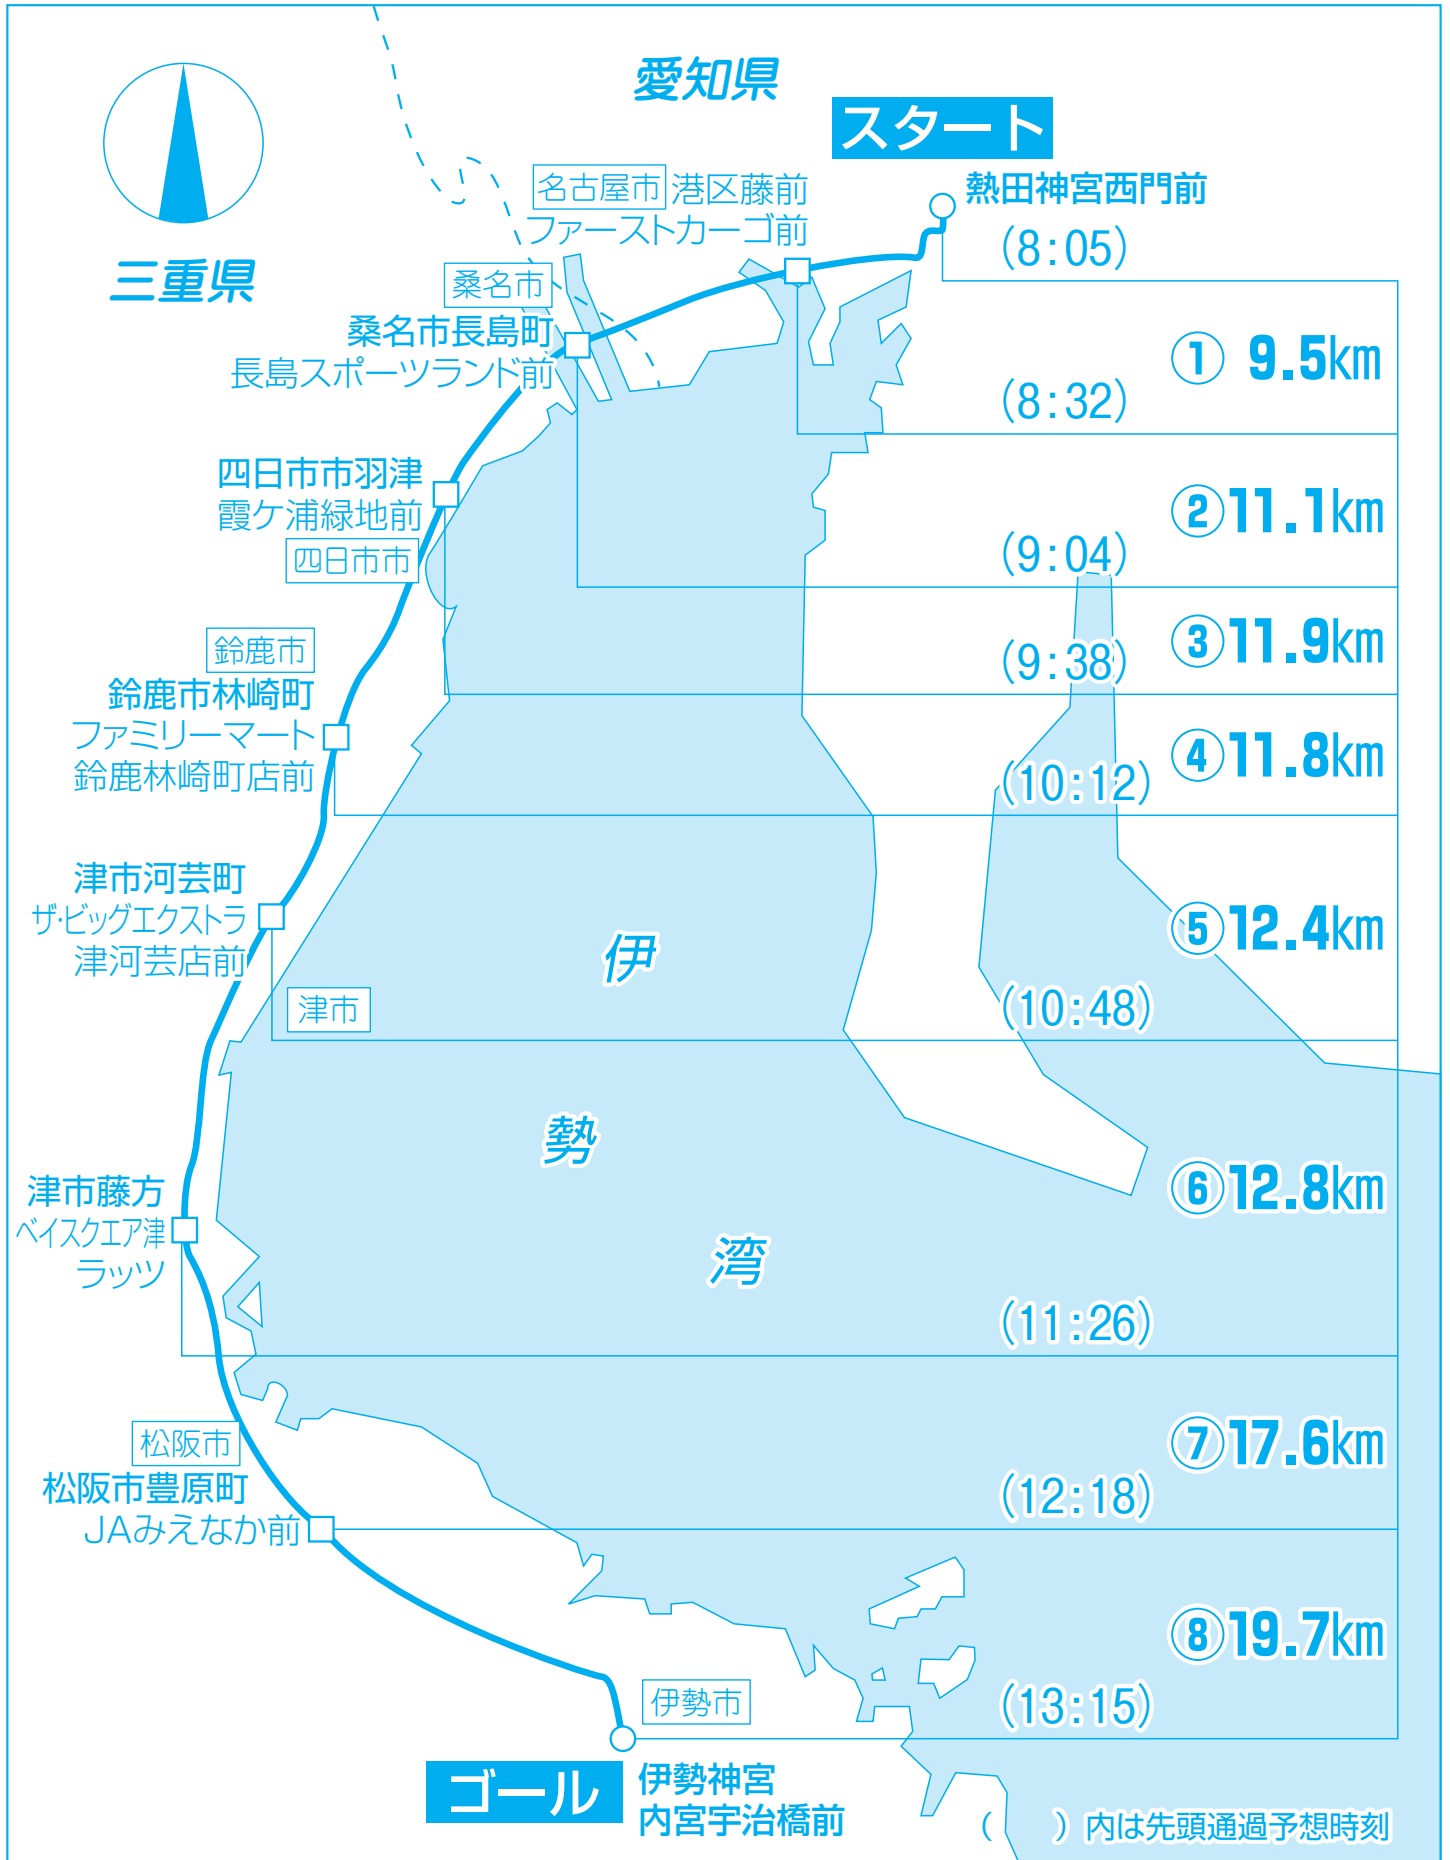 愛知県
スタート
熱田神宮西門前
(8:05)
名古屋市 港区藤前
ファーストカーゴ前
三重県
桑名市
桑名市長島町
長島スポーツランド前
① 9.5km
(8:32)
四日市市羽津
霞ケ浦緑地前
四日市市
② 11.1km
(9:04)
鈴鹿市
鈴鹿市林崎町
ファミリーマート
鈴鹿林崎町店前
③ 11.9km
(9:38)
④ 11.8km
(10:12)
津市河芸町
ザ・ビッグエクストラ
津河芸店前
津市
⑤ 12.4km
(10:48)
伊
勢
湾
津市藤方
ベイスクエア津
ラッツ
⑥ 12.8km
(11:26)
松阪市
松阪市豊原町
JAみえなか前
⑦ 17.6km
(12:18)
⑧ 19.7km
(13:15)
伊勢市
ゴール
伊勢神宮
内宮宇治橋前
(　　)内は先頭通過予想時刻